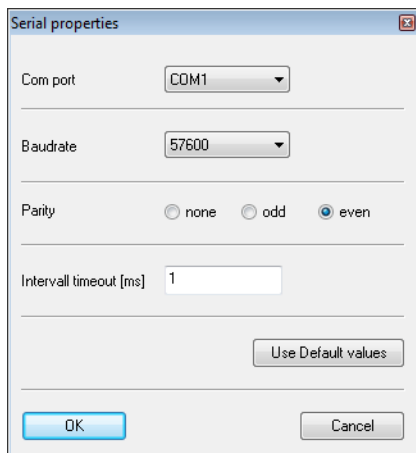 Serial properties
Com port COM1
Baudrate 57600
Parity none odd even
Intervall timeout [ms] 1
Use Default values
OK Cancel